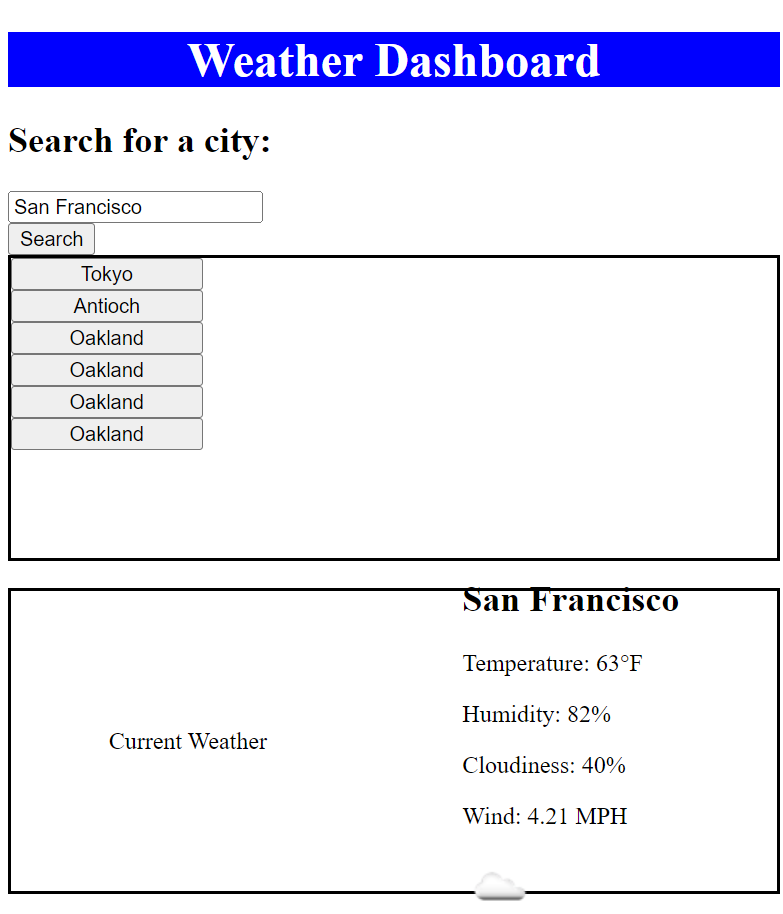 Weather Dashboard
Search for a city:
San Francisco
Search
Tokyo
Antioch
Oakland
Oakland
Oakland
Oakland
San Francisco
Temperature: 63°F
Humidity: 82%
Current Weather
Cloudiness: 40%
Wind: 4.21 MPH